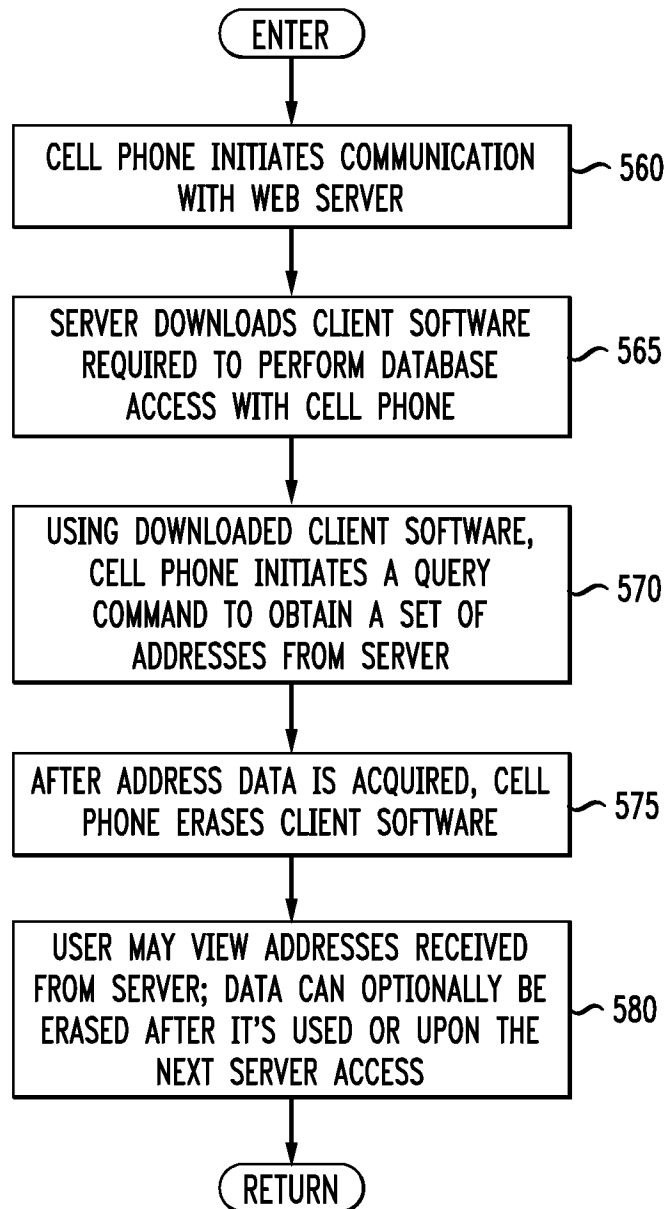 ENTER
CELL PHONE INITIATES COMMUNICATION
WITH WEB SERVER
560
SERVER DOWNLOADS CLIENT SOFTWARE
REQUIRED TO PERFORM DATABASE
ACCESS WITH CELL PHONE
565
USING DOWNLOADED CLIENT SOFTWARE,
CELL PHONE INITIATES A QUERY
COMMAND TO OBTAIN A SET OF
ADDRESSES FROM SERVER
570
AFTER ADDRESS DATA IS ACQUIRED, CELL
PHONE ERASES CLIENT SOFTWARE
575
USER MAY VIEW ADDRESSES RECEIVED
FROM SERVER; DATA CAN OPTIONALLY BE
ERASED AFTER IT'S USED OR UPON THE
NEXT SERVER ACCESS
580
RETURN